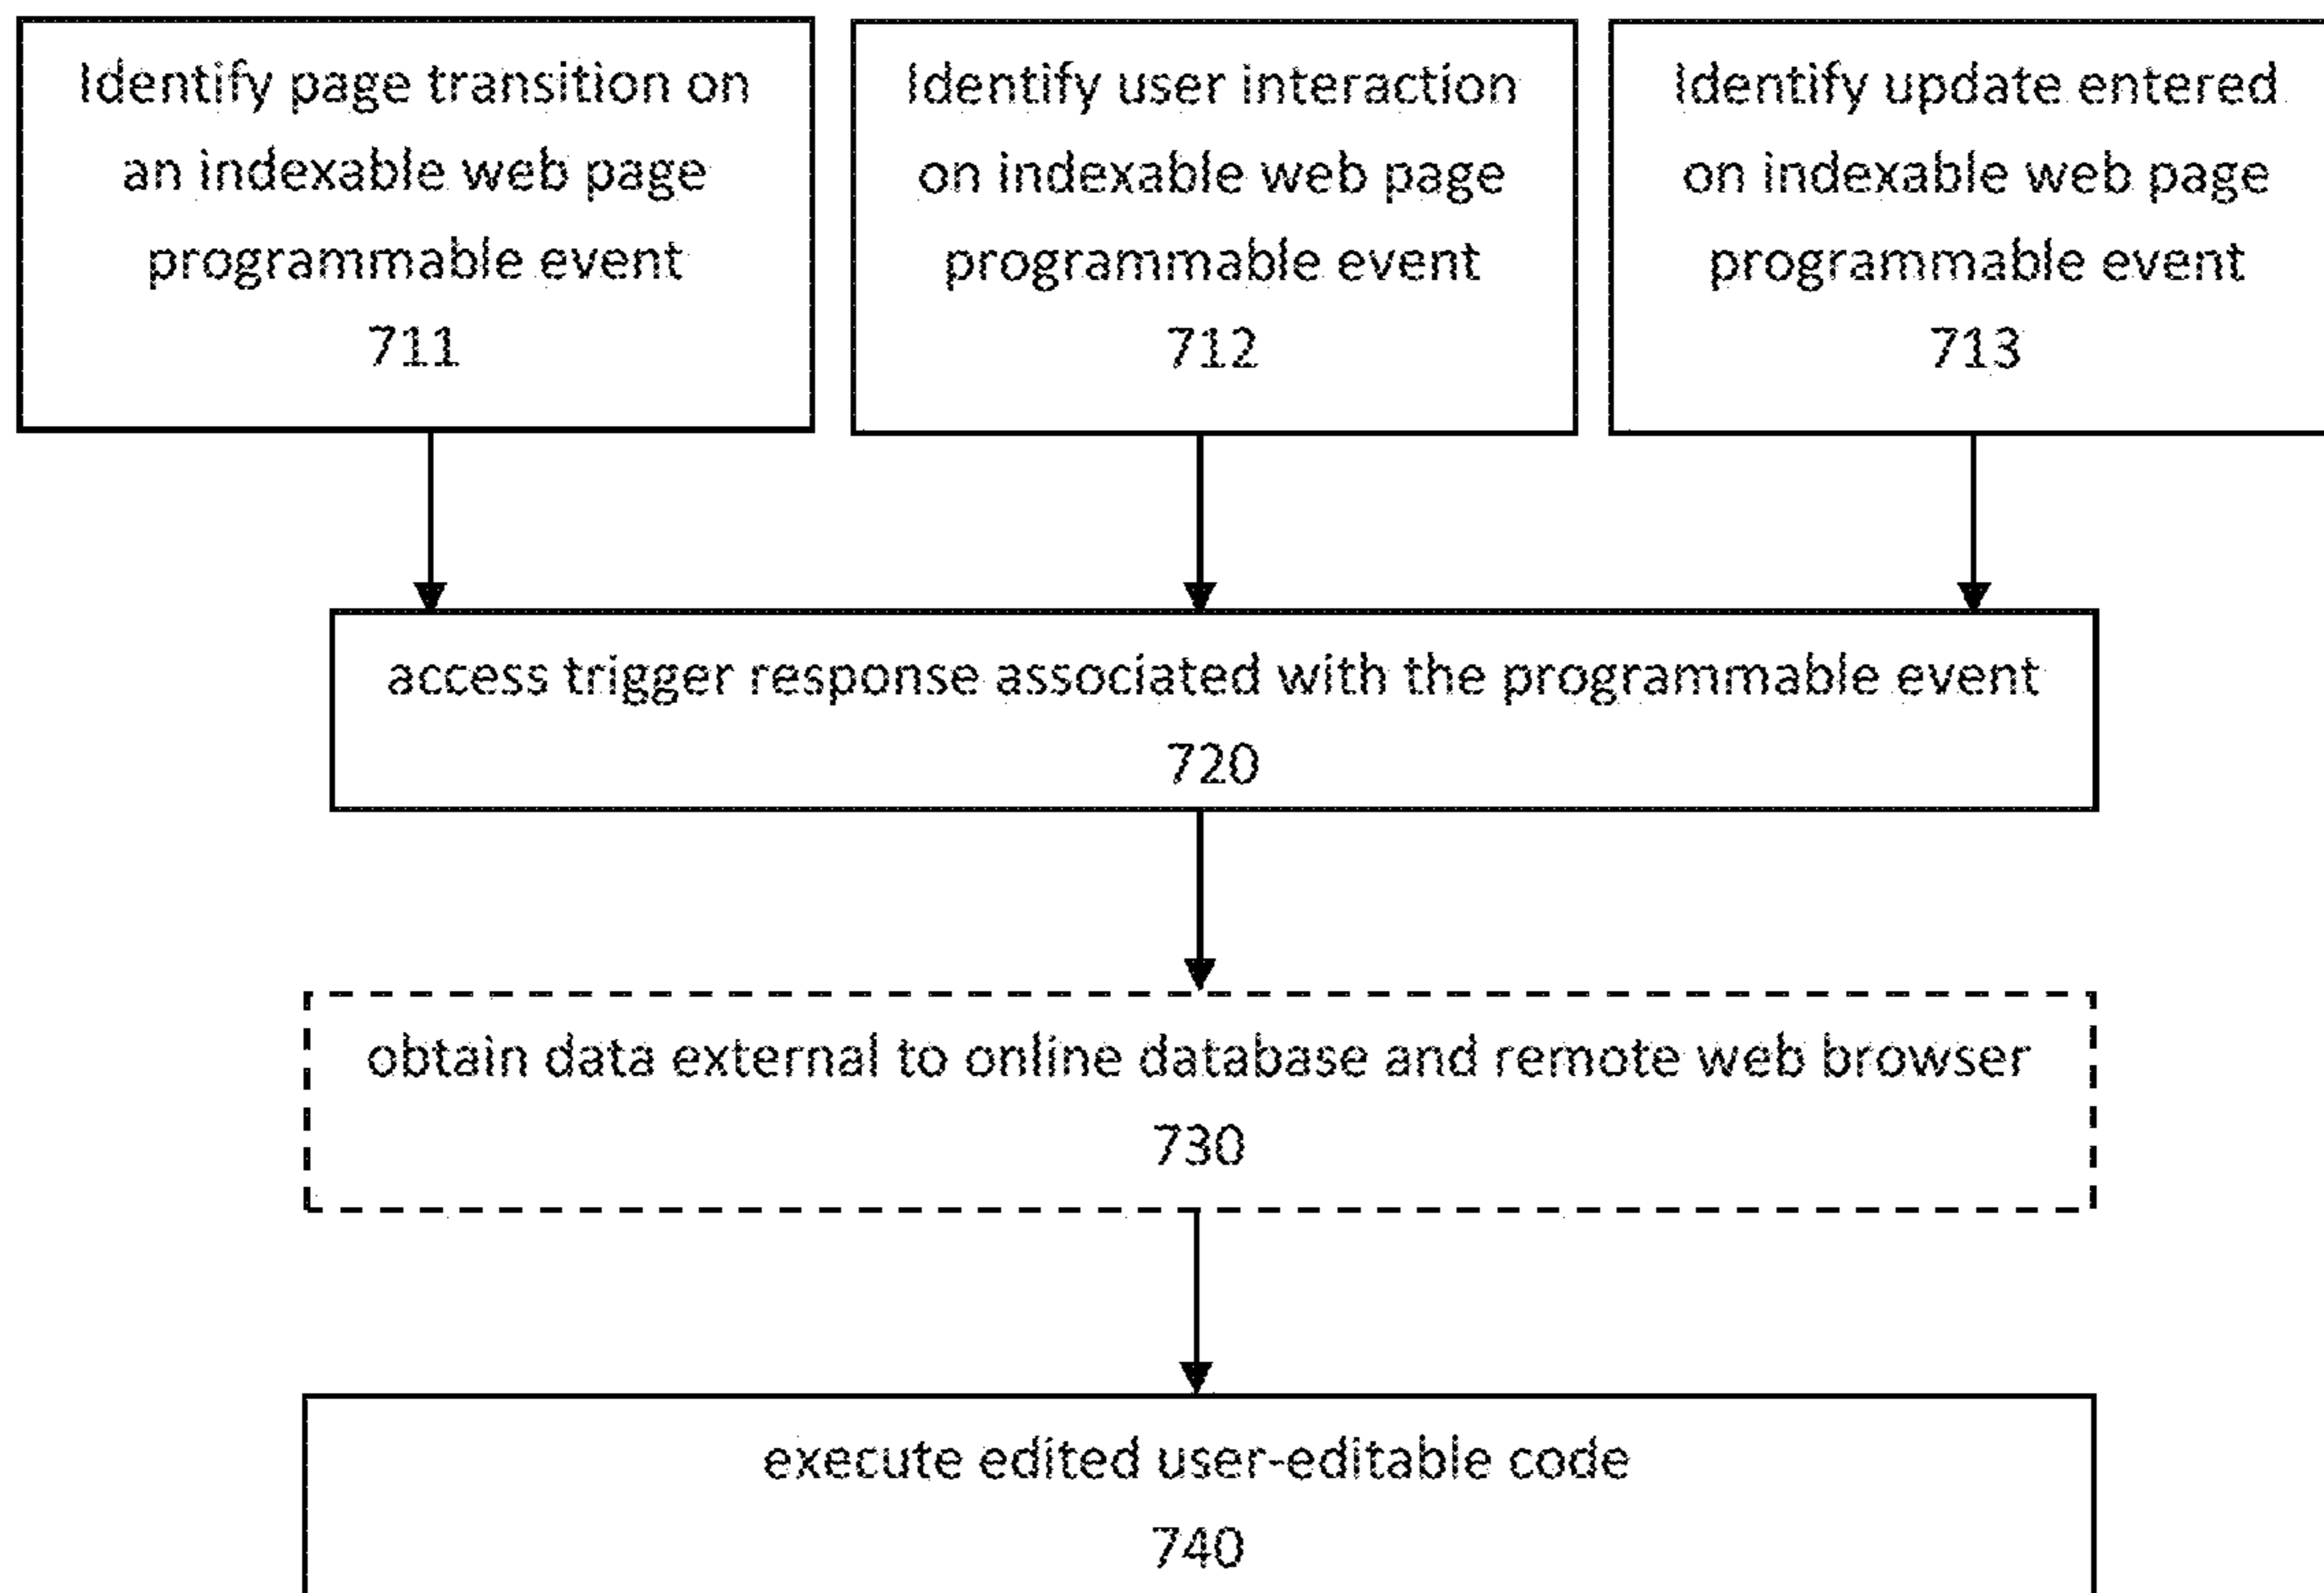 Identify page transition on
an indexable web page
programmable event
711
Identify user interaction
on indexable web page
programmable event
712
Identify update entered
on indexable web page
programmable event
713
access trigger response associated with the programmable event
720
obtain data external to online database and remote web browser
730
execute edited user-editable code
740